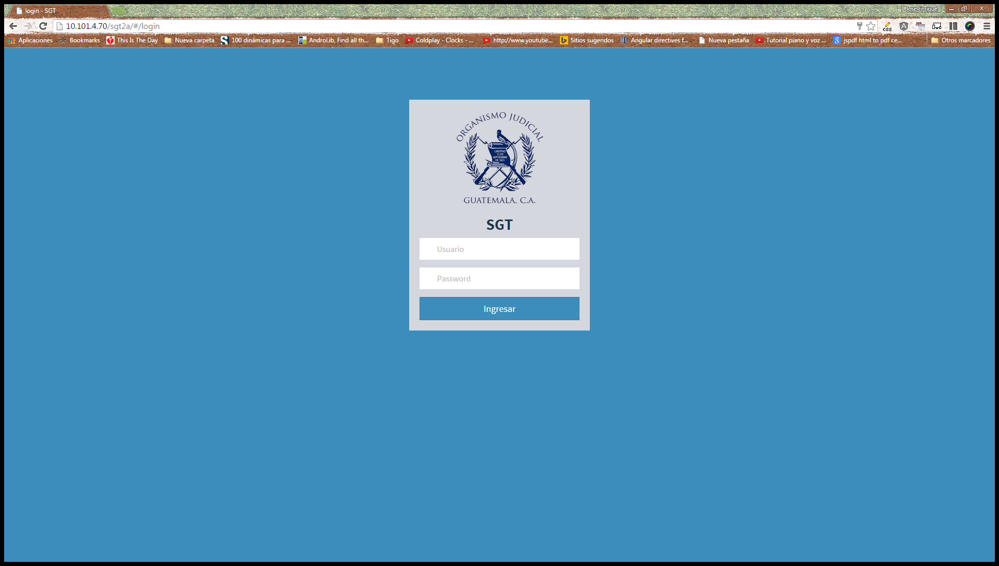 login - SGT
Jose Enrique
10.101.4.70/sgt2a/#/login
css
Aplicaciones
Bookmarks
This Is The Day
Nueva carpeta
100 dinámicas para ...
AndroLib, Find all th...
Tigo
Coldplay - Clocks - ...
http://www.youtube...
Sitios sugeridos
Angular directives f...
Nueva pestaña
Tutorial piano y voz ...
jspdf html to pdf ce...
Otros marcadores
ORGANISMO JUDICIAL
LIBERTAD
15 DE
SEPTIEMBRE
DE 1821
GUATEMALA, C.A.
SGT
Usuario
Password
Ingresar